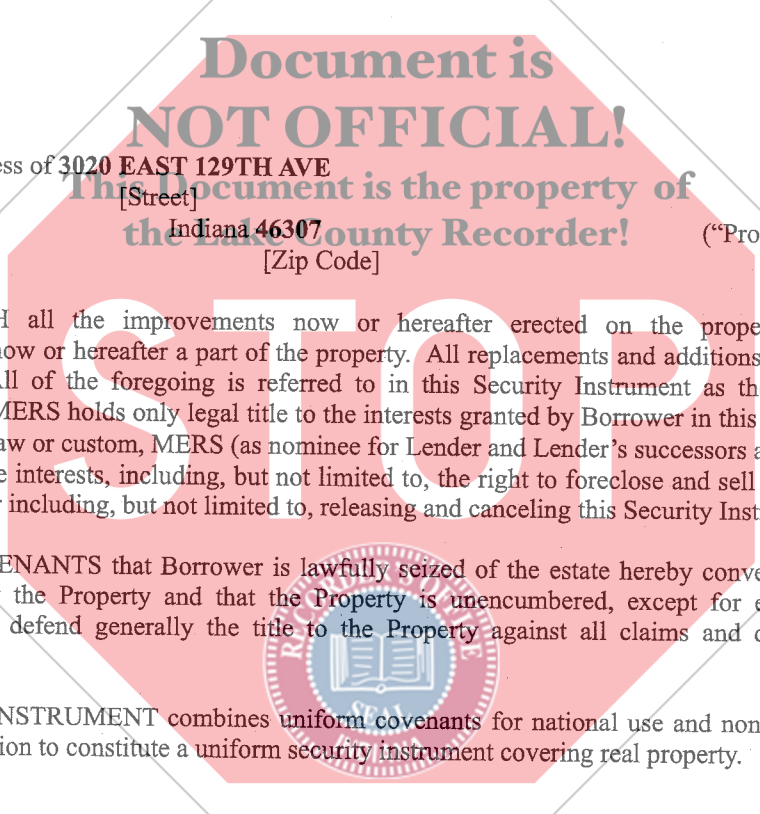 Document is
NOT OFFICIAL!
ess of 3020 EAST 129TH AVE
This Document is the property of
[Street]
Indiana 46307
the Lake County Recorder!
(“Pro
[Zip Code]
H all the improvements now or hereafter erected on the prope
now or hereafter a part of the property. All replacements and additions
All of the foregoing is referred to in this Security Instrument as th
MERS holds only legal title to the interests granted by Borrower in this
aw or custom, MERS (as nominee for Lender and Lender’s successors a
e interests, including, but not limited to, the right to foreclose and sell
r including, but not limited to, releasing and canceling this Security Inst
STOP
ENANTS that Borrower is lawfully seized of the estate hereby conve
y the Property and that the Property is unencumbered, except for e
defend generally the title to the Property against all claims and d
SEAL
NSTRUMENT combines uniform covenants for national use and non
ion to constitute a uniform security instrument covering real property.